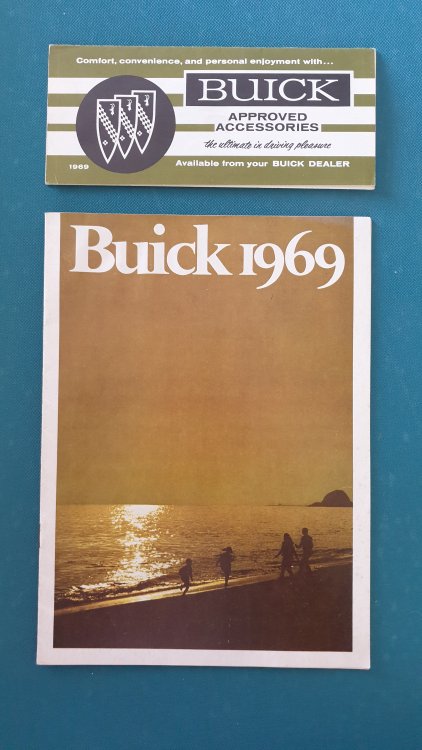 Comfort, convenience, and personal enjoyment with...
BUICK
APPROVED
ACCESSORIES
the ultimate in driving pleasure
1969
Available from your BUICK DEALER
Buick 1969